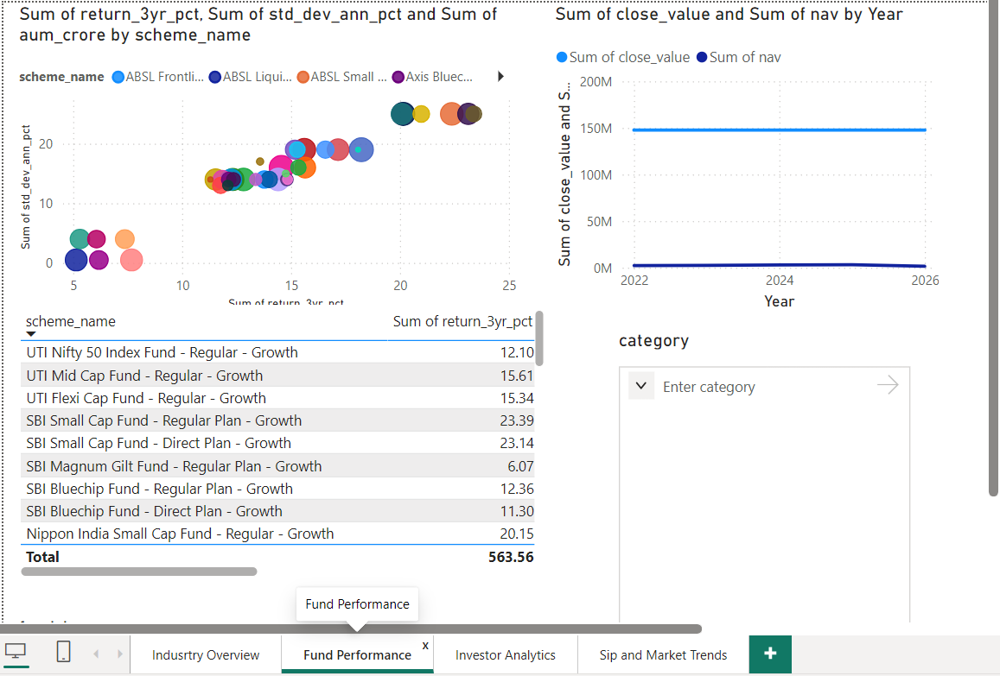 Sum of return_3yr_pct, Sum of std_dev_ann_pct and Sum of
aum_crore by scheme_name
scheme_name ABSL Frontli... ABSL Liqui... ABSL Small ... Axis Bluec...
Sum of std_dev_ann_pct
20
10
0
5 10 15 20 25
Sum of return_3yr_pct
Sum of close_value and Sum of nav by Year
Sum of close_value Sum of nav
Sum of close_value and S...
200M
150M
100M
50M
0M
2022 2024 2026
Year
scheme_name Sum of return_3yr_pct
UTI Nifty 50 Index Fund - Regular - Growth 12.10
UTI Mid Cap Fund - Regular - Growth 15.61
UTI Flexi Cap Fund - Regular - Growth 15.34
SBI Small Cap Fund - Regular Plan - Growth 23.39
SBI Small Cap Fund - Direct Plan - Growth 23.14
SBI Magnum Gilt Fund - Regular Plan - Growth 6.07
SBI Bluechip Fund - Regular Plan - Growth 12.36
SBI Bluechip Fund - Direct Plan - Growth 11.30
Nippon India Small Cap Fund - Regular - Growth 20.15
Total 563.56
category
Enter category
Fund Performance
Indusrtry Overview
Fund Performance x
Investor Analytics
Sip and Market Trends
+